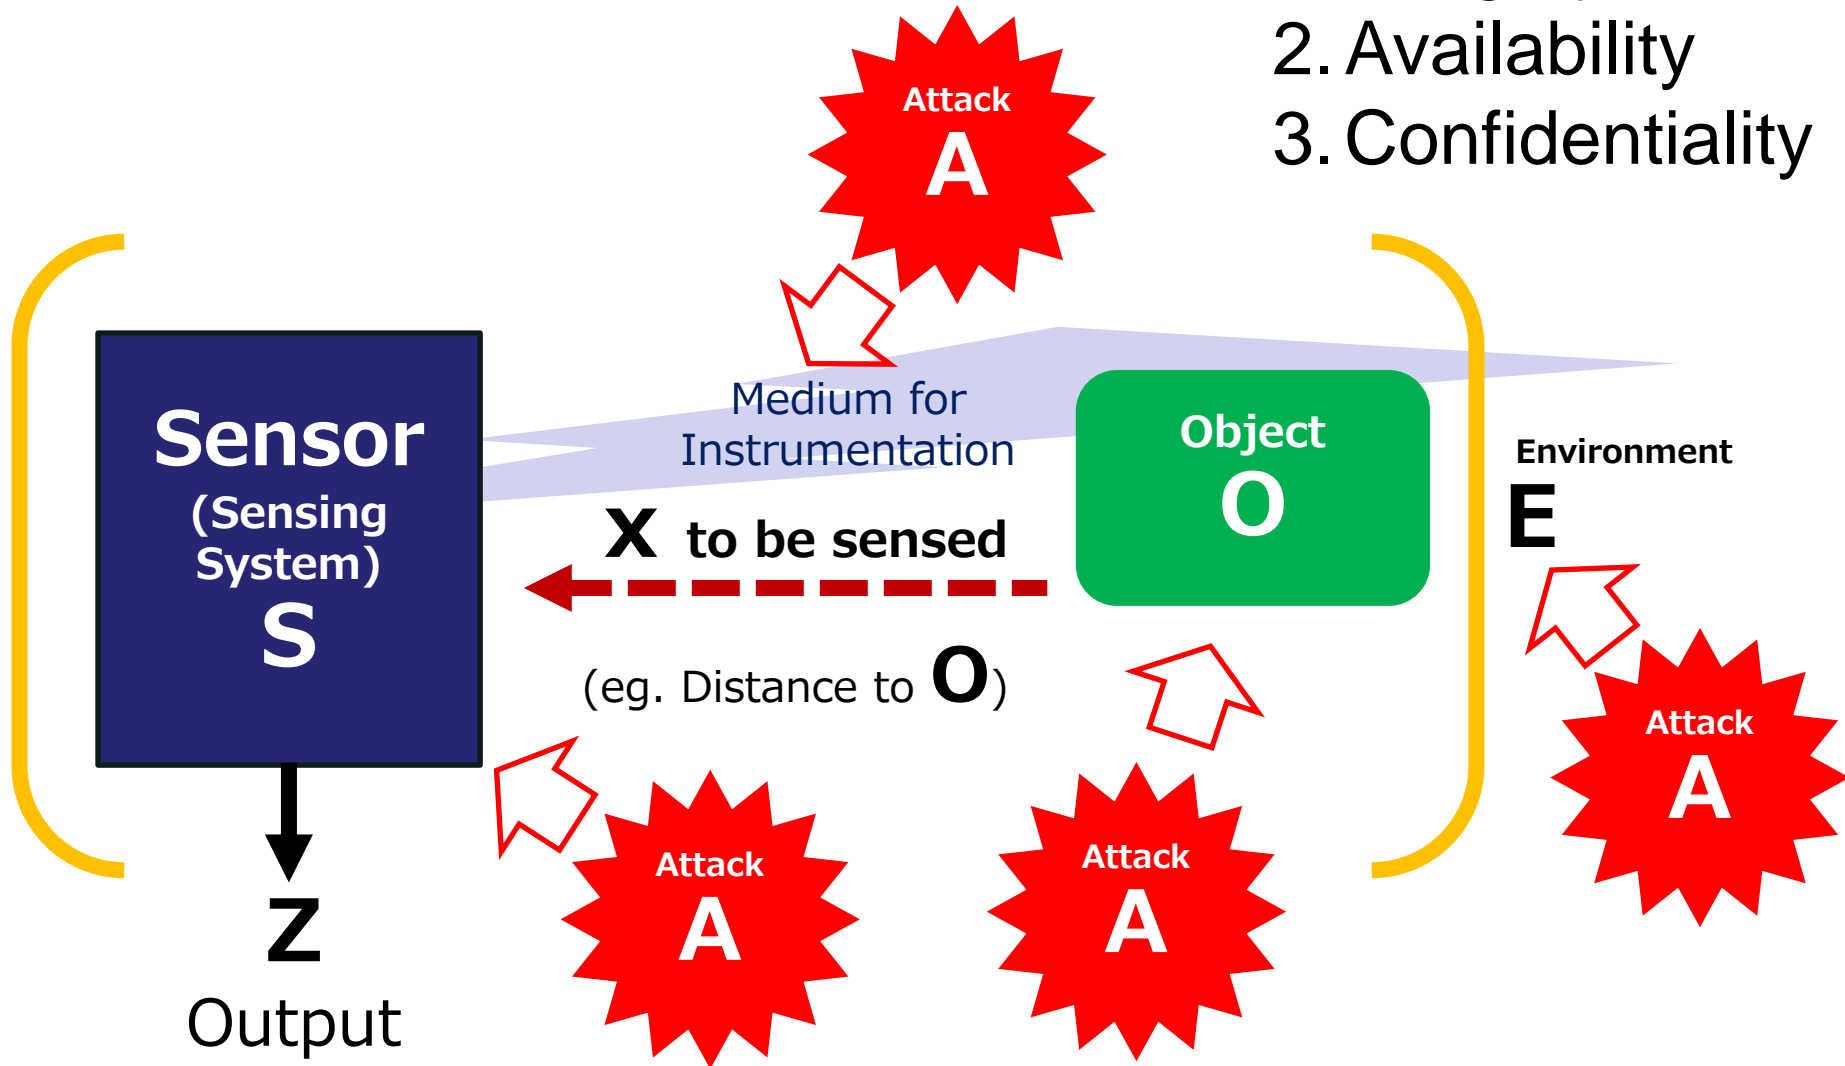 2. Availability
3. Confidentiality
Attack
A
Medium for
Instrumentation
Sensor
(Sensing
System)
S
Object
O
Environment
E
X to be sensed
(eg. Distance to O)
Attack
A
Attack
A
Attack
A
Z
Output